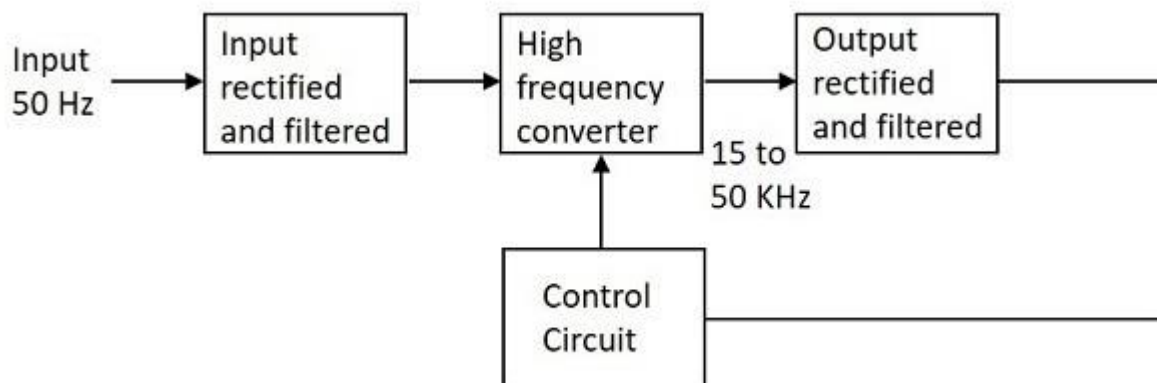 Input
50 Hz
Input
rectified
and filtered
High
frequency
converter
15 to
50 KHz
Output
rectified
and filtered
Control
Circuit